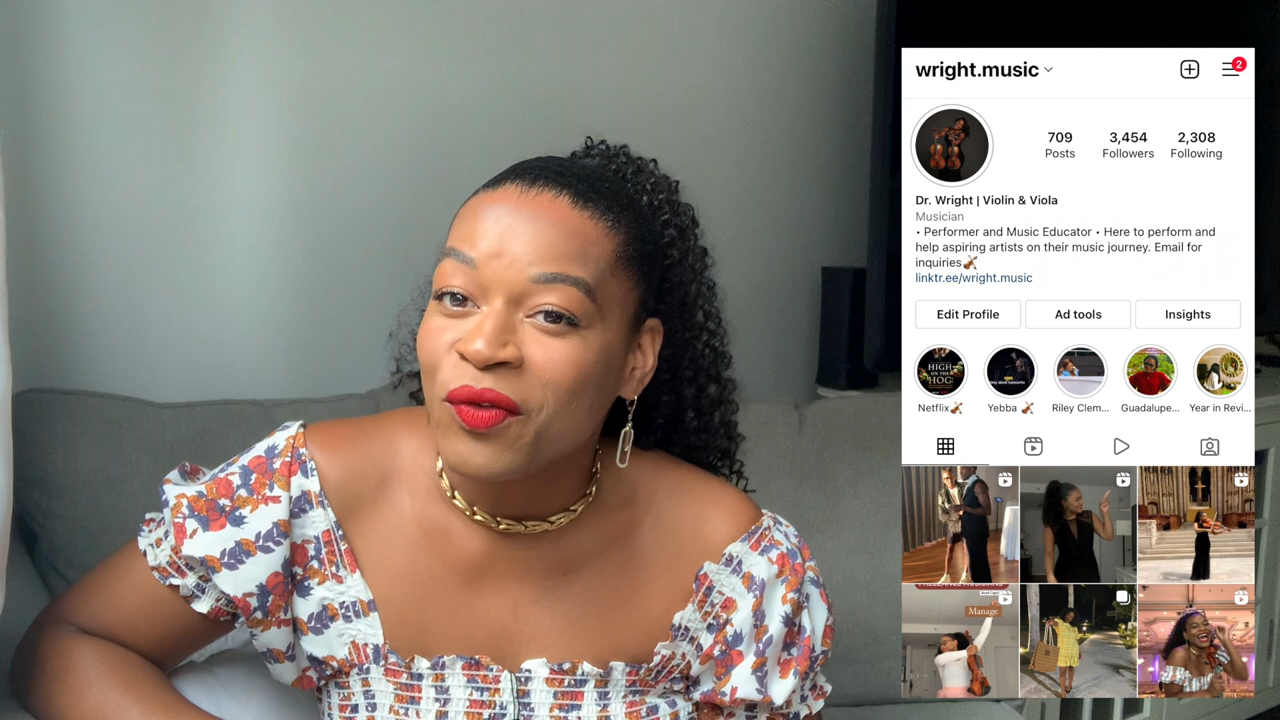 wright.music
2
709
3,454
2,308
Posts
Followers
Following
Dr. Wright | Violin & Viola
Musician
• Performer and Music Educator • Here to perform and
help aspiring artists on their music journey. Email for
inquiries🎻
linktr.ee/wright.music
Edit Profile
Ad tools
Insights
HIGH
ON THE
HOG
Netflix🎻
Yebba 🎻
Riley Clem...
Guadalupe...
Year in Revi...
Manage